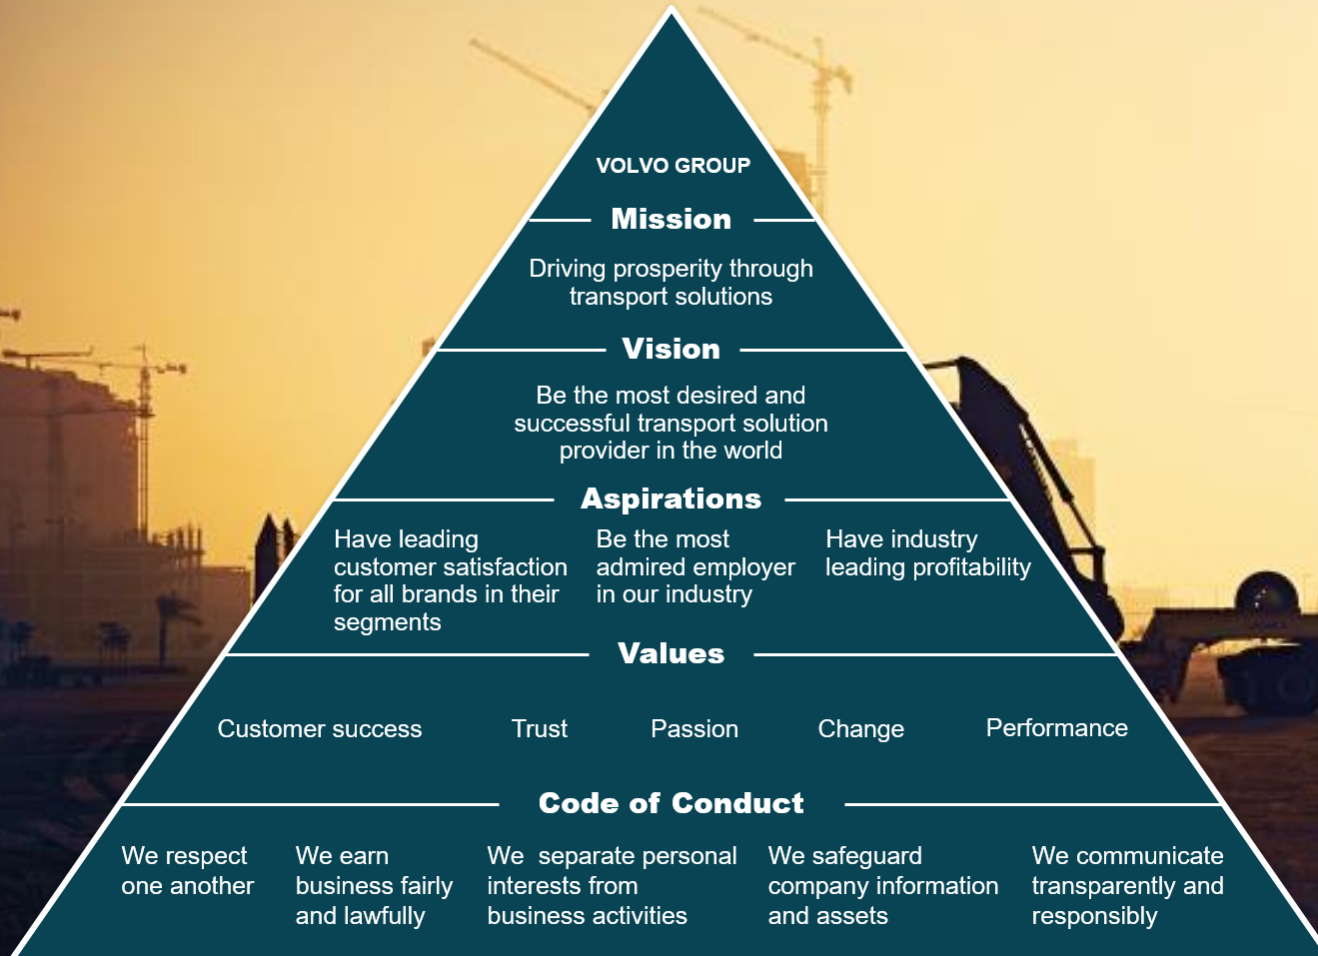 VOLVO GROUP
Mission
Driving prosperity through
transport solutions
Vision
Be the most desired and
successful transport solution
provider in the world
Aspirations
Have leading
customer satisfaction
for all brands in their
segments
Be the most
admired employer
in our industry
Have industry
leading profitability
Values
Customer success
Trust
Passion
Change
Performance
Code of Conduct
We respect
one another
We earn
business fairly
and lawfully
We separate personal
interests from
business activities
We safeguard
company information
and assets
We communicate
transparently and
responsibly